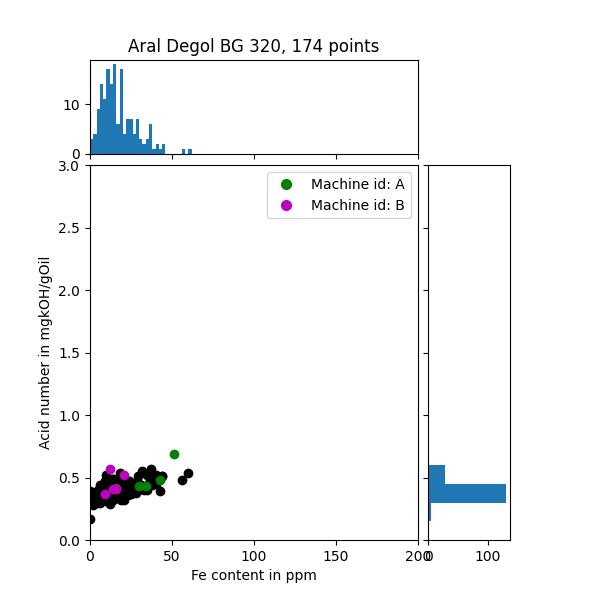 Aral Degol BG 320, 174 points
10
0
3.0
2.5
2.0
1.5
1.0
0.5
0.0
Acid number in mgkOH/gOil
Machine id: A
Machine id: B
0 50 100 150 200
Fe content in ppm
0 100